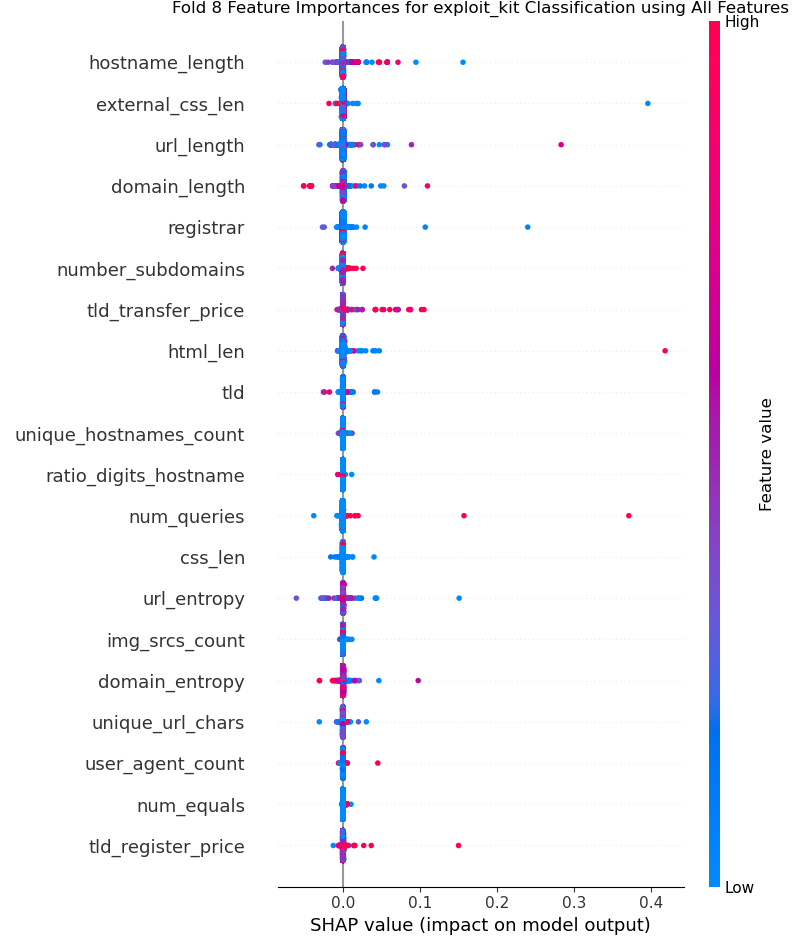 Fold 8 Feature Importances for exploit_kit Classification using All Features
High
hostname_length
external_css_len
url_length
domain_length
registrar
number_subdomains
tld_transfer_price
html_len
tld
unique_hostnames_count
ratio_digits_hostname
num_queries
css_len
url_entropy
img_srcs_count
domain_entropy
unique_url_chars
user_agent_count
num_equals
tld_register_price
Feature value
Low
0.0 0.1 0.2 0.3 0.4
SHAP value (impact on model output)